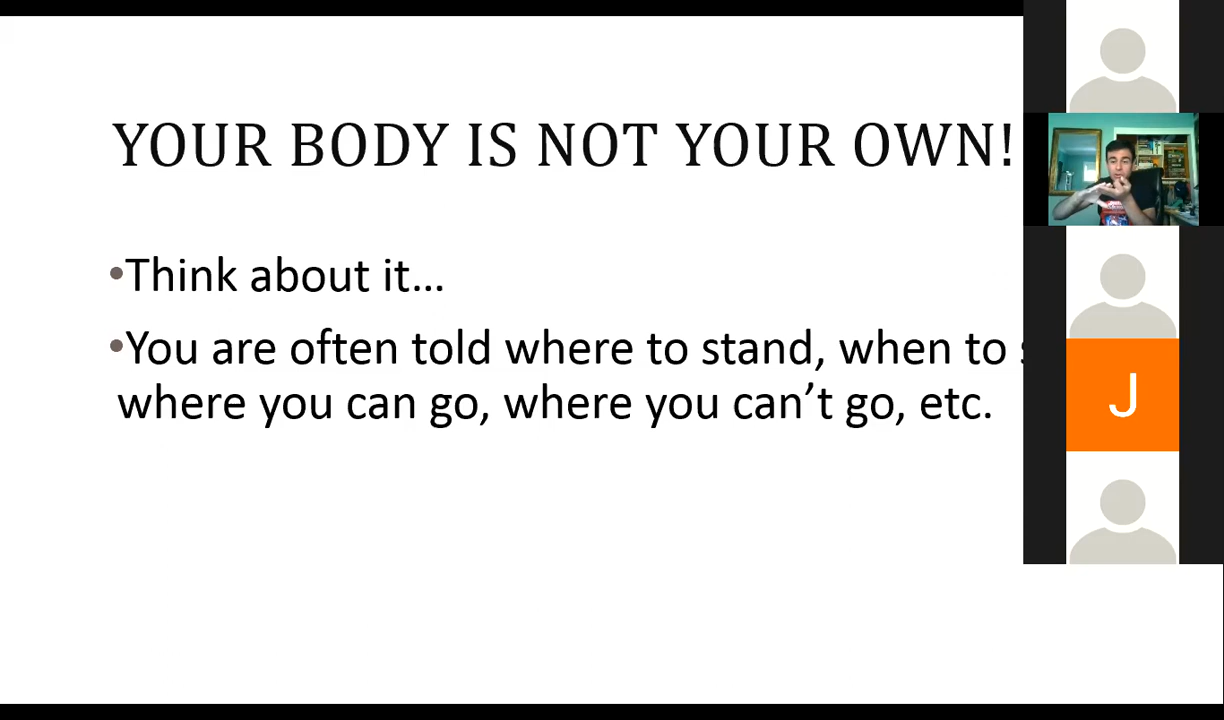 YOUR BODY IS NOT YOUR OWN!
•Think about it...
•You are often told where to stand, when to
where you can go, where you can’t go, etc.
J